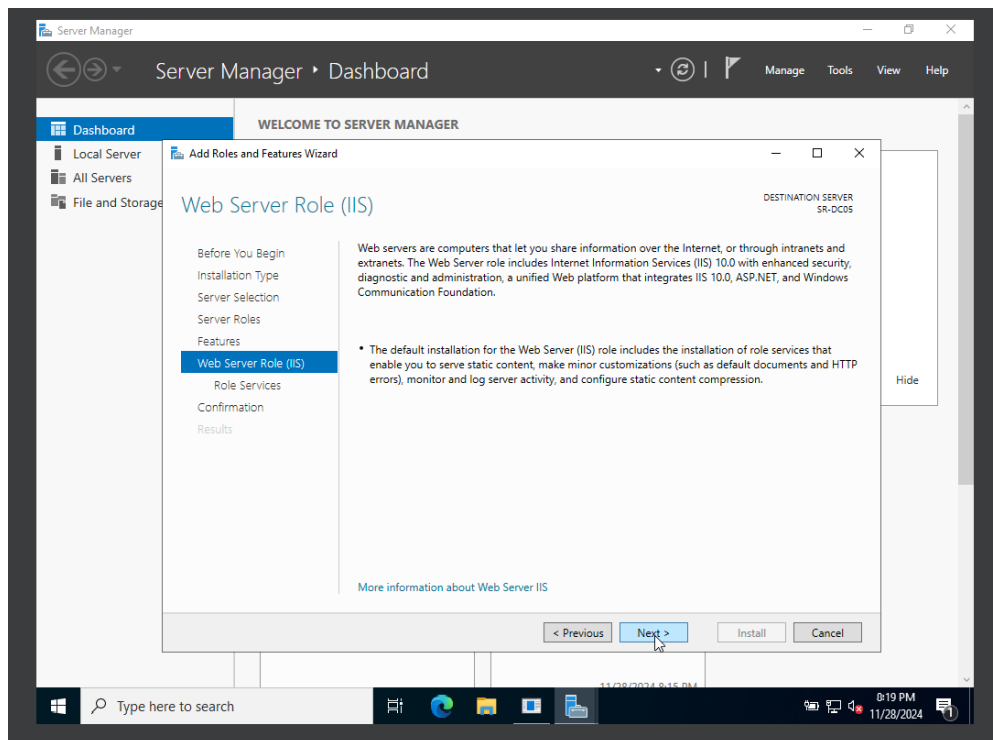 Server Manager
Server Manager • Dashboard
Manage Tools View Help
Dashboard
Local Server
All Servers
File and Storage
WELCOME TO SERVER MANAGER
Add Roles and Features Wizard
Web Server Role (IIS)
DESTINATION SERVER
SR-DC05
Before You Begin
Installation Type
Server Selection
Server Roles
Features
Web Server Role (IIS)
Role Services
Confirmation
Results
Web servers are computers that let you share information over the Internet, or through intranets and
extranets. The Web Server role includes Internet Information Services (IIS) 10.0 with enhanced security,
diagnostic and administration, a unified Web platform that integrates IIS 10.0, ASP.NET, and Windows
Communication Foundation.
• The default installation for the Web Server (IIS) role includes the installation of role services that
enable you to serve static content, make minor customizations (such as default documents and HTTP
errors), monitor and log server activity, and configure static content compression.
More information about Web Server IIS
< Previous Next > Install Cancel
Hide
11/28/2024 8:15 PM
Type here to search
8:19 PM
11/28/2024
1